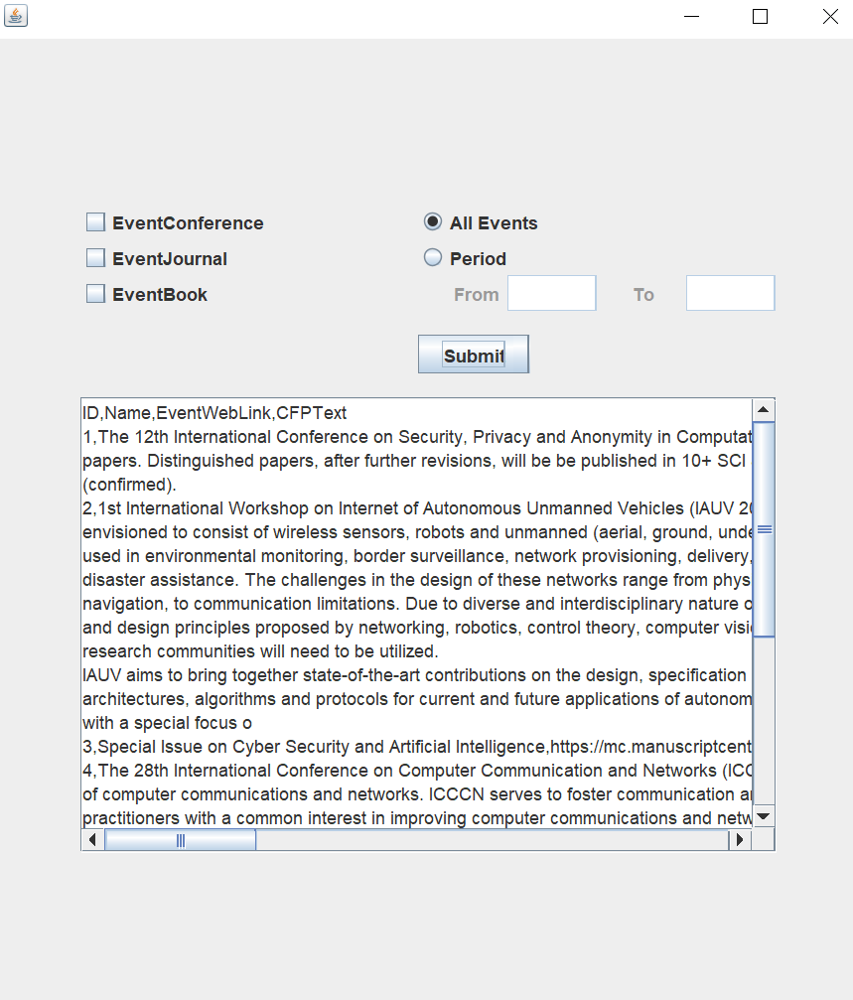 EventConference
All Events
EventJournal
Period
EventBook
From
To
Submit
ID,Name,EventWebLink,CFPText
1,The 12th International Conference on Security, Privacy and Anonymity in Computat
papers. Distinguished papers, after further revisions, will be be published in 10+ SCI
(confirmed).
2,1st International Workshop on Internet of Autonomous Unmanned Vehicles (IAUV 20
envisioned to consist of wireless sensors, robots and unmanned (aerial, ground, unde
used in environmental monitoring, border surveillance, network provisioning, delivery,
disaster assistance. The challenges in the design of these networks range from phys
navigation, to communication limitations. Due to diverse and interdisciplinary nature o
and design principles proposed by networking, robotics, control theory, computer visi
research communities will need to be utilized.
IAUV aims to bring together state-of-the-art contributions on the design, specification
architectures, algorithms and protocols for current and future applications of autonom
with a special focus o
3,Special Issue on Cyber Security and Artificial Intelligence,https://mc.manuscriptcent
4,The 28th International Conference on Computer Communication and Networks (ICC
of computer communications and networks. ICCCN serves to foster communication a
practitioners with a common interest in improving computer communications and netw